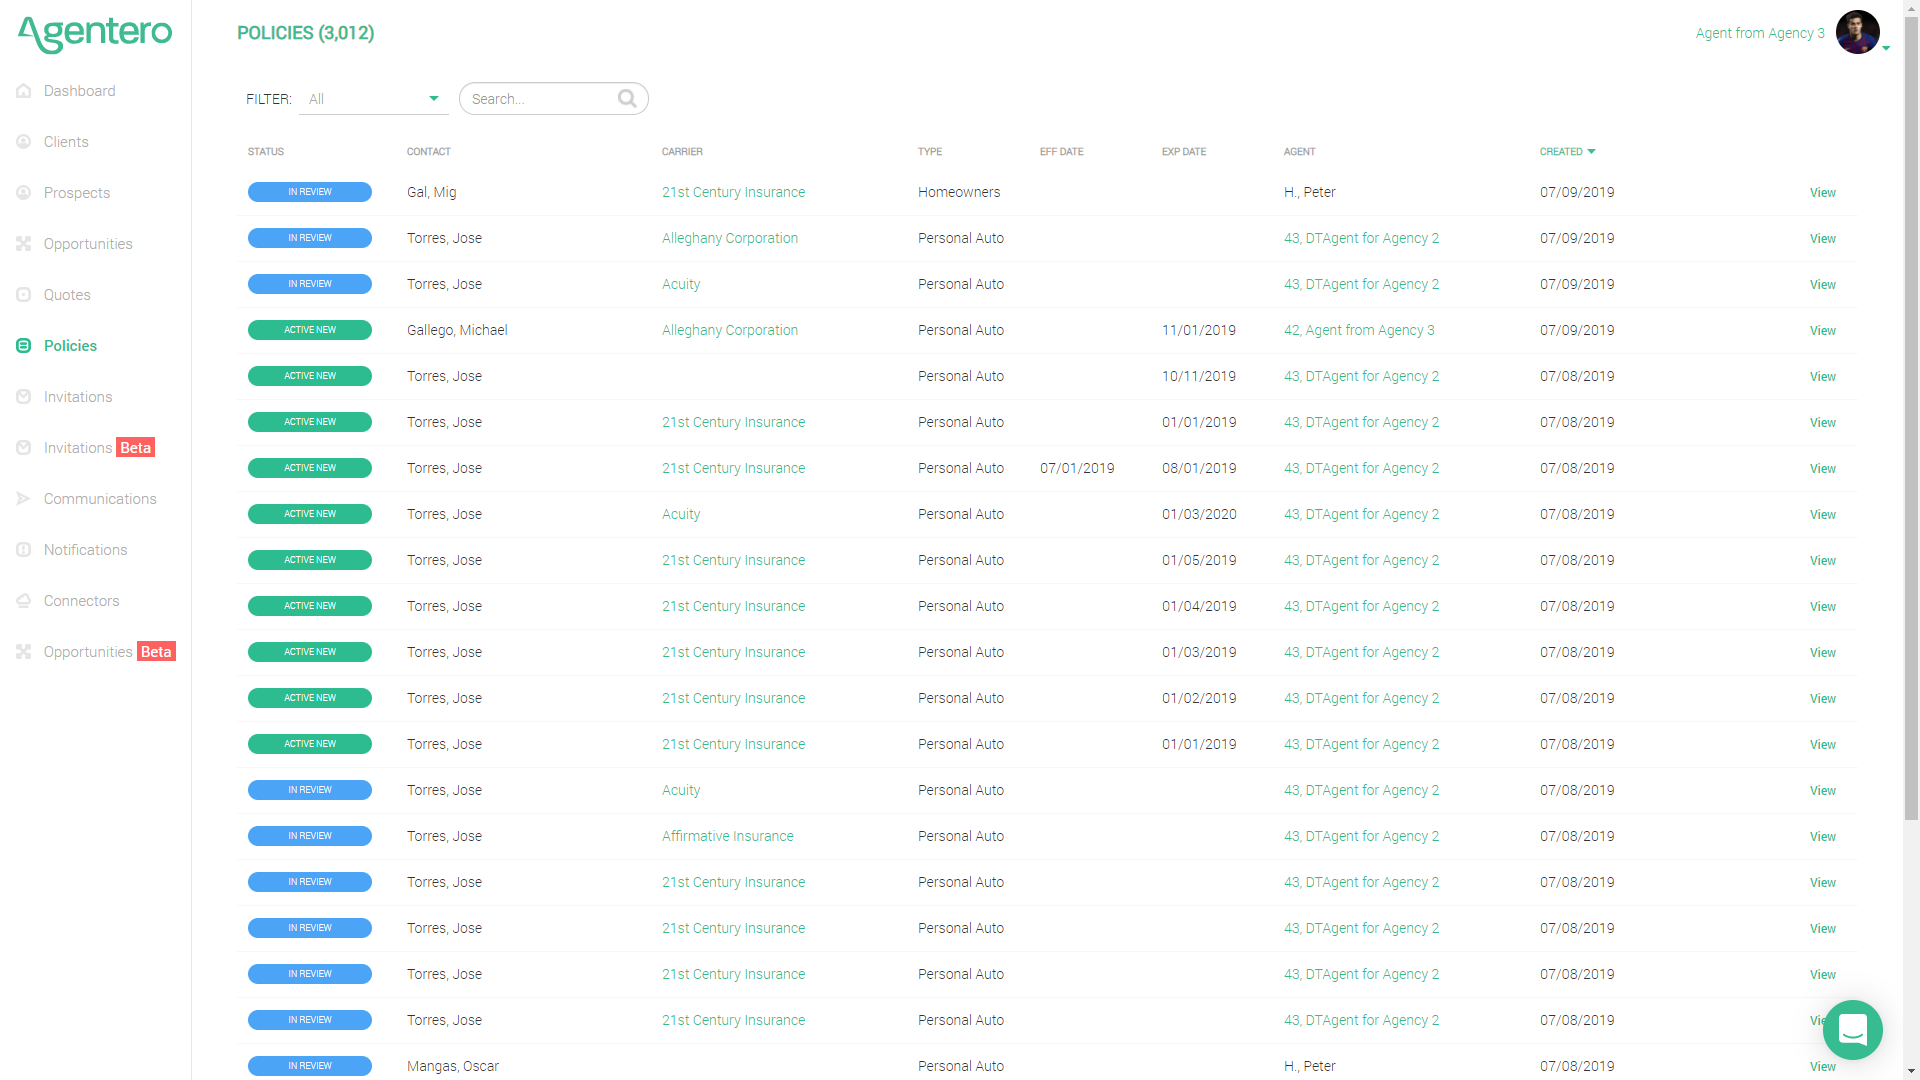 Agentero
POLICIES (3,012)
Agent from Agency 3
Dashboard
Clients
Prospects
Opportunities
Quotes
Policies
Invitations
Invitations Beta
Communications
Notifications
Connectors
Opportunities Beta
FILTER: All Search...
STATUS CONTACT CARRIER TYPE EFF DATE EXP DATE AGENT CREATED
IN REVIEW Gal, Mig 21st Century Insurance Homeowners H., Peter 07/09/2019 View
IN REVIEW Torres, Jose Alleghany Corporation Personal Auto 43, DTAgent for Agency 2 07/09/2019 View
IN REVIEW Torres, Jose Acuity Personal Auto 43, DTAgent for Agency 2 07/09/2019 View
ACTIVE NEW Gallego, Michael Alleghany Corporation Personal Auto 11/01/2019 42, Agent from Agency 3 07/09/2019 View
ACTIVE NEW Torres, Jose Personal Auto 10/11/2019 43, DTAgent for Agency 2 07/08/2019 View
ACTIVE NEW Torres, Jose 21st Century Insurance Personal Auto 01/01/2019 43, DTAgent for Agency 2 07/08/2019 View
ACTIVE NEW Torres, Jose 21st Century Insurance Personal Auto 07/01/2019 08/01/2019 43, DTAgent for Agency 2 07/08/2019 View
ACTIVE NEW Torres, Jose Acuity Personal Auto 01/03/2020 43, DTAgent for Agency 2 07/08/2019 View
ACTIVE NEW Torres, Jose 21st Century Insurance Personal Auto 01/05/2019 43, DTAgent for Agency 2 07/08/2019 View
ACTIVE NEW Torres, Jose 21st Century Insurance Personal Auto 01/04/2019 43, DTAgent for Agency 2 07/08/2019 View
ACTIVE NEW Torres, Jose 21st Century Insurance Personal Auto 01/03/2019 43, DTAgent for Agency 2 07/08/2019 View
ACTIVE NEW Torres, Jose 21st Century Insurance Personal Auto 01/02/2019 43, DTAgent for Agency 2 07/08/2019 View
ACTIVE NEW Torres, Jose 21st Century Insurance Personal Auto 01/01/2019 43, DTAgent for Agency 2 07/08/2019 View
IN REVIEW Torres, Jose Acuity Personal Auto 43, DTAgent for Agency 2 07/08/2019 View
IN REVIEW Torres, Jose Affirmative Insurance Personal Auto 43, DTAgent for Agency 2 07/08/2019 View
IN REVIEW Torres, Jose 21st Century Insurance Personal Auto 43, DTAgent for Agency 2 07/08/2019 View
IN REVIEW Torres, Jose 21st Century Insurance Personal Auto 43, DTAgent for Agency 2 07/08/2019 View
IN REVIEW Torres, Jose 21st Century Insurance Personal Auto 43, DTAgent for Agency 2 07/08/2019 View
IN REVIEW Torres, Jose 21st Century Insurance Personal Auto 43, DTAgent for Agency 2 07/08/2019 Vie
IN REVIEW Mangas, Oscar Personal Auto H., Peter 07/08/2019 View